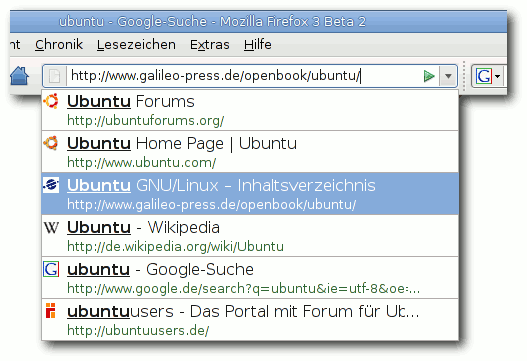 ubuntu - Google-Suche - Mozilla Firefox 3 Beta 2
Chronik Lesezeichen Extras Hilfe
http://www.galileo-press.de/openbook/ubuntu/
G
Ubuntu Forums
http://ubuntuforums.org/
Ubuntu Home Page | Ubuntu
http://www.ubuntu.com/
Ubuntu GNU/Linux – Inhaltsverzeichnis
http://www.galileo-press.de/openbook/ubuntu/
W Ubuntu - Wikipedia
http://de.wikipedia.org/wiki/Ubuntu
G ubuntu - Google-Suche
http://www.google.de/search?q=ubuntu&ie=utf-8&oe:...
ubuntuusers - Das Portal mit Forum für Ub...
http://ubuntuusers.de/